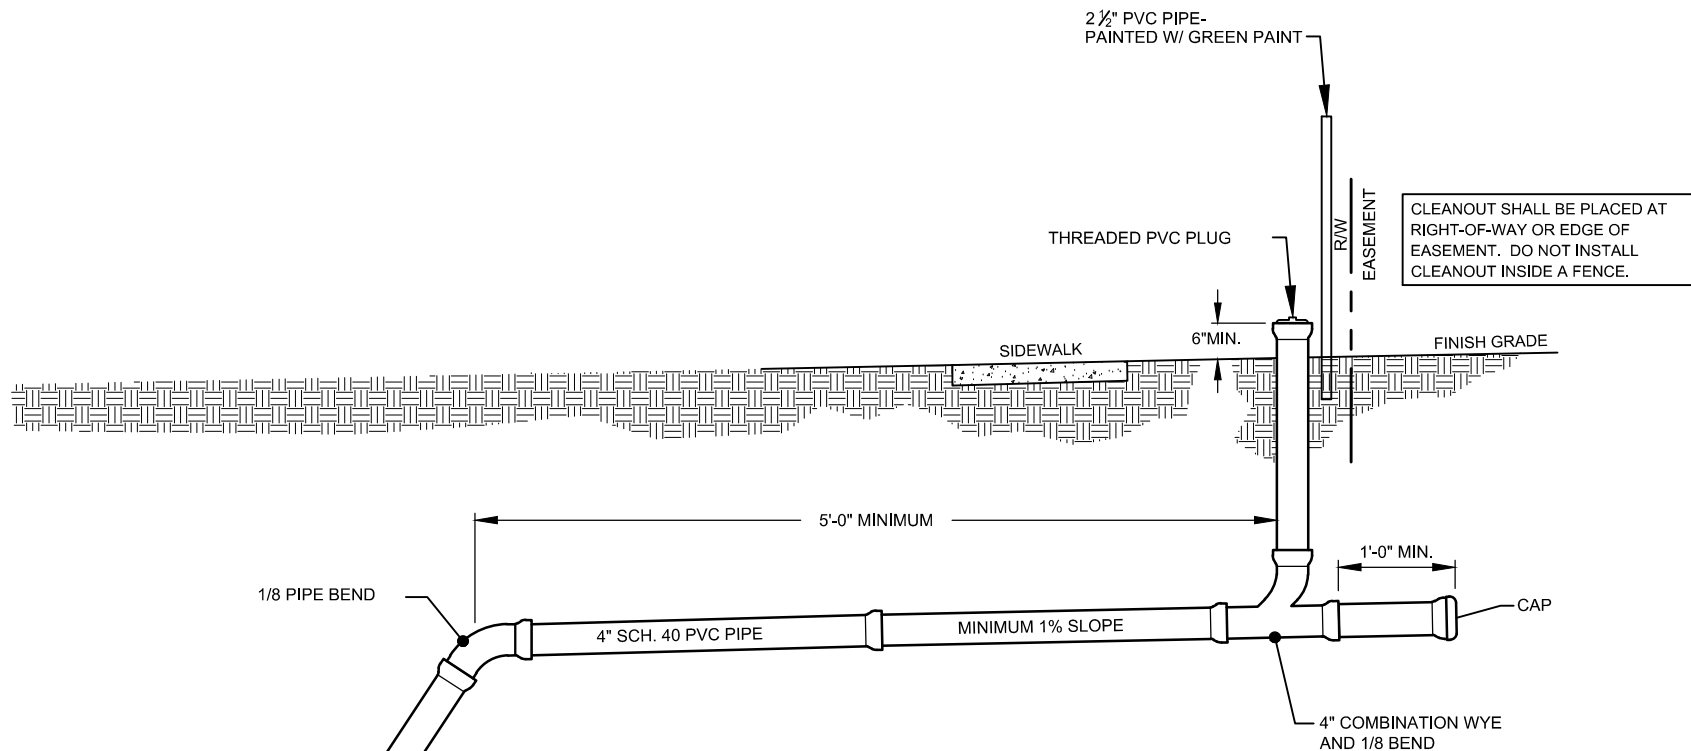 2 ½" PVC PIPE-
PAINTED W/ GREEN PAINT
R/W
EASEMENT
CLEANOUT SHALL BE PLACED AT
RIGHT-OF-WAY OR EDGE OF
EASEMENT. DO NOT INSTALL
CLEANOUT INSIDE A FENCE.
THREADED PVC PLUG
6"MIN.
SIDEWALK
FINISH GRADE
5'-0" MINIMUM
1'-0" MIN.
1/8 PIPE BEND
CAP
4" SCH. 40 PVC PIPE
MINIMUM 1% SLOPE
4" COMBINATION WYE
AND 1/8 BEND